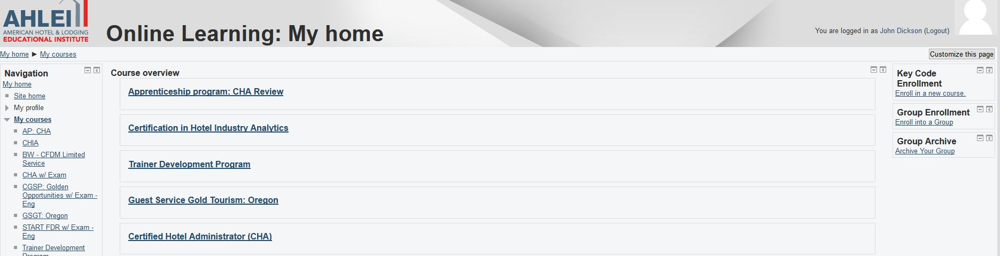 AHLEI
AMERICAN HOTEL & LODGING
EDUCATIONAL INSTITUTE
Online Learning: My home
You are logged in as John Dickson (Logout)
My home ► My courses
Customize this page
Navigation
My home
Site home
My profile
My courses
AP: CHA
CHIA
BW - CFDM Limited
Service
CHA w/ Exam
CGSP: Golden
Opportunities w/ Exam -
Eng
GSGT: Oregon
START FDR w/ Exam -
Eng
Trainer Development
Program
Course overview
Apprenticeship program: CHA Review
Certification in Hotel Industry Analytics
Trainer Development Program
Guest Service Gold Tourism: Oregon
Certified Hotel Administrator (CHA)
Key Code
Enrollment
Enroll in a new course.
Group Enrollment
Enroll into a Group
Group Archive
Archive Your Group